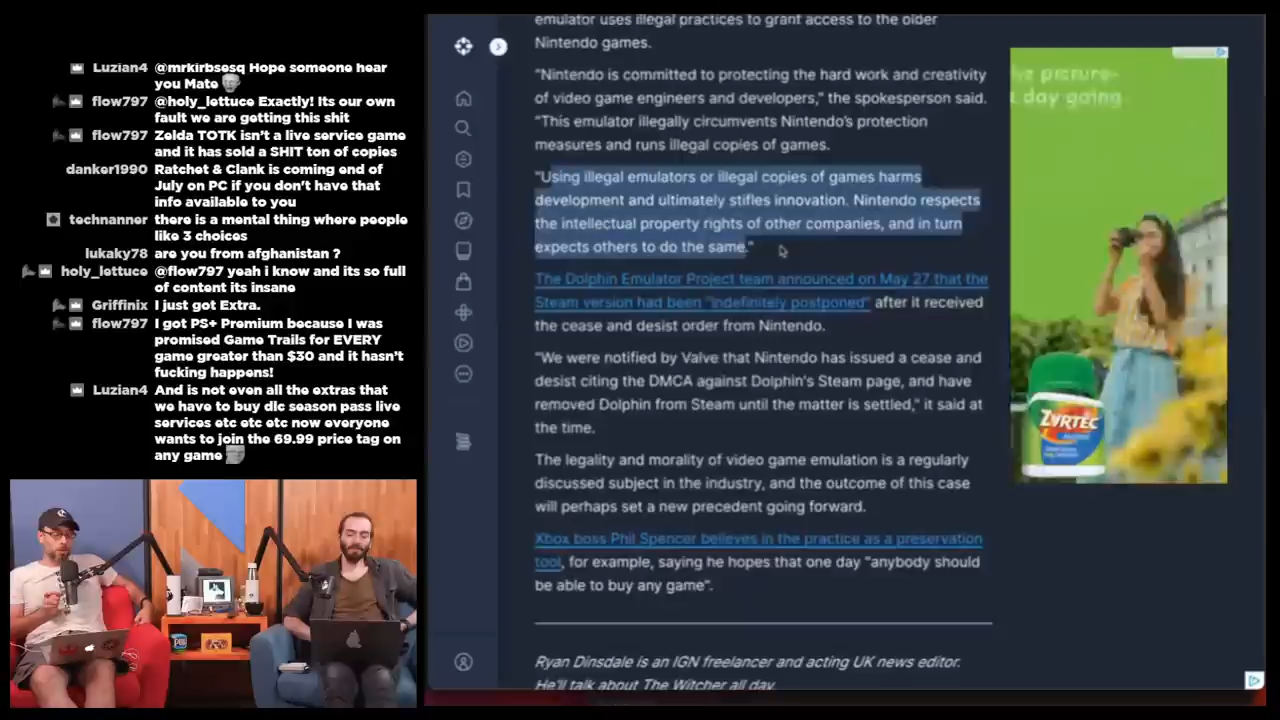 Luzian4 @mrkirbsesq Hope someone hear
you Mate
flow797 @holy_lettuce Exactly! Its our own
fault we are getting this shit
flow797 Zelda TOTK isn't a live service game
and it has sold a SHIT ton of copies
danker1990 Ratchet & Clank is coming end of
July on PC if you don't have that
info available to you
technanner there is a mental thing where people
like 3 choices
lukaky78 are you from afghanistan ?
holy_lettuce @flow797 yeah i know and its so full
of content its insane
Griffinix I just got Extra.
flow797 I got PS+ Premium because I was
promised Game Trails for EVERY
game greater than $30 and it hasn't
fucking happens!
Luzian4 And is not even all the extras that
we have to buy dlc season pass live
services etc etc etc now everyone
wants to join the 69.99 price tag on
any game
emulator uses illegal practices to grant access to the older
Nintendo games.
"Nintendo is committed to protecting the hard work and creativity
of video game engineers and developers," the spokesperson said.
"This emulator illegally circumvents Nintendo's protection
measures and runs illegal copies of games.
"Using illegal emulators or illegal copies of games harms
development and ultimately stifles innovation. Nintendo respects
the intellectual property rights of other companies, and in turn
expects others to do the same."
The Dolphin Emulator Project team announced on May 27 that the
Steam version had been "indefinitely postponed" after it received
the cease and desist order from Nintendo.
"We were notified by Valve that Nintendo has issued a cease and
desist citing the DMCA against Dolphin's Steam page, and have
removed Dolphin from Steam until the matter is settled," it said at
the time.
The legality and morality of video game emulation is a regularly
discussed subject in the industry, and the outcome of this case
will perhaps set a new precedent going forward.
Xbox boss Phil Spencer believes in the practice as a preservation
tool, for example, saying he hopes that one day "anybody should
be able to buy any game".
Ryan Dinsdale is an IGN freelancer and acting UK news editor.
He'll talk about The Witcher all day.
picture-
t day going.
ZYRTEC